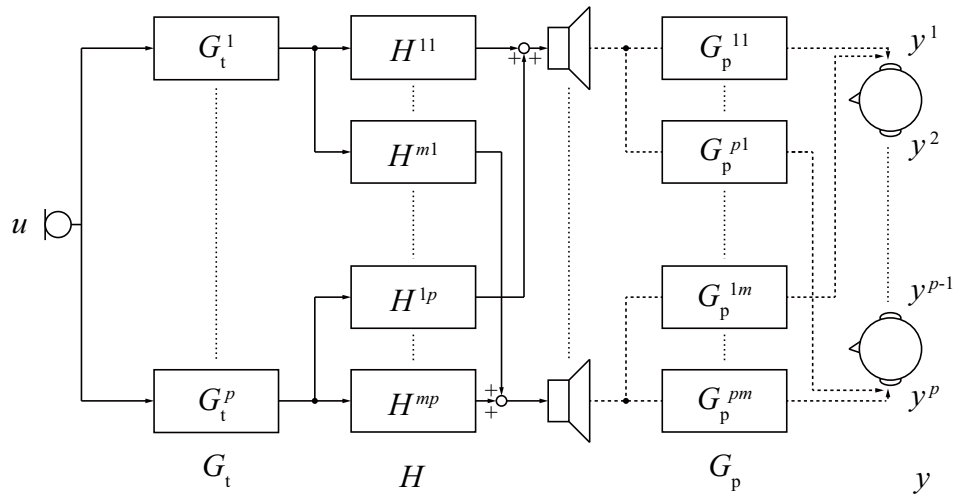 G_t^1 H^{11} + + G_p^{11} y^1
H^{m1} G_p^{p1} y^2
u
H^{1p} G_p^{1m} y^{p-1}
G_t^p H^{mp} + + G_p^{pm} y^p
G_t H G_p y